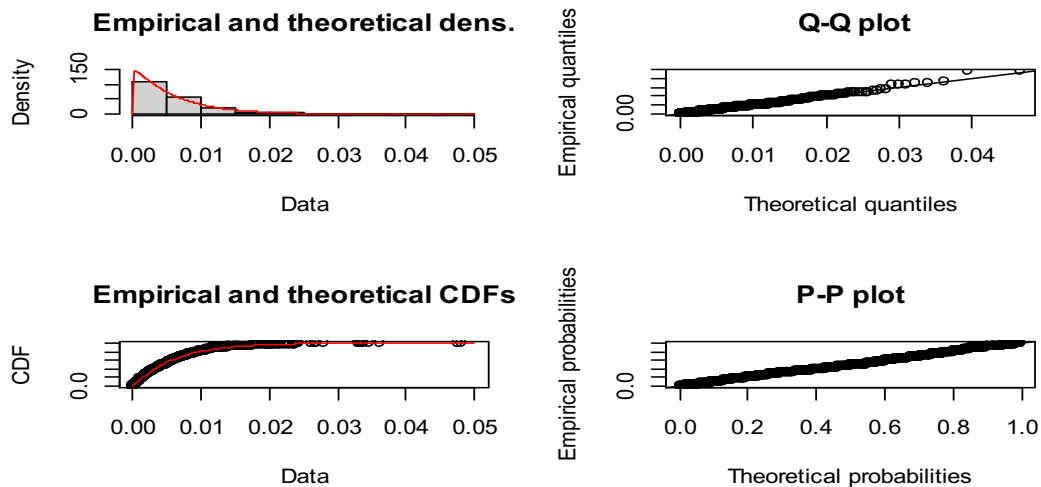 Empirical and theoretical dens.
Density
0 150
0.00 0.01 0.02 0.03 0.04 0.05
Data
Q-Q plot
Empirical quantiles
0.00
0.00 0.01 0.02 0.03 0.04
Theoretical quantiles
Empirical and theoretical CDFs
CDF
0.0
0.00 0.01 0.02 0.03 0.04 0.05
Data
P-P plot
Empirical probabilities
0.0
0.0 0.2 0.4 0.6 0.8 1.0
Theoretical probabilities